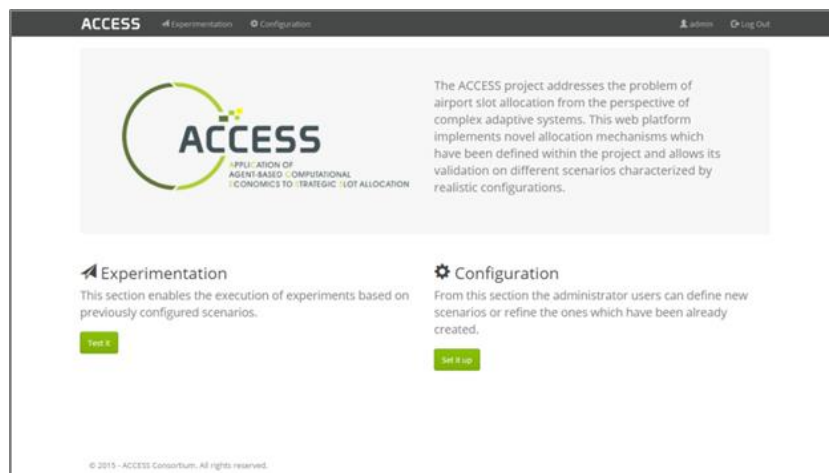 ACCESS Experimentation Configuration admin Log Out
ACCESS
APPLICATION OF
AGENT-BASED COMPUTATIONAL
ECONOMICS TO STRATEGIC SLOT ALLOCATION
The ACCESS project addresses the problem of
airport slot allocation from the perspective of
complex adaptive systems. This web platform
implements novel allocation mechanisms which
have been defined within the project and allows its
validation on different scenarios characterized by
realistic configurations.
Experimentation
This section enables the execution of experiments based on
previously configured scenarios.
Test it
Configuration
From this section the administrator users can define new
scenarios or refine the ones which have been already
created.
Set it up
© 2015 - ACCESS Consortium. All rights reserved.